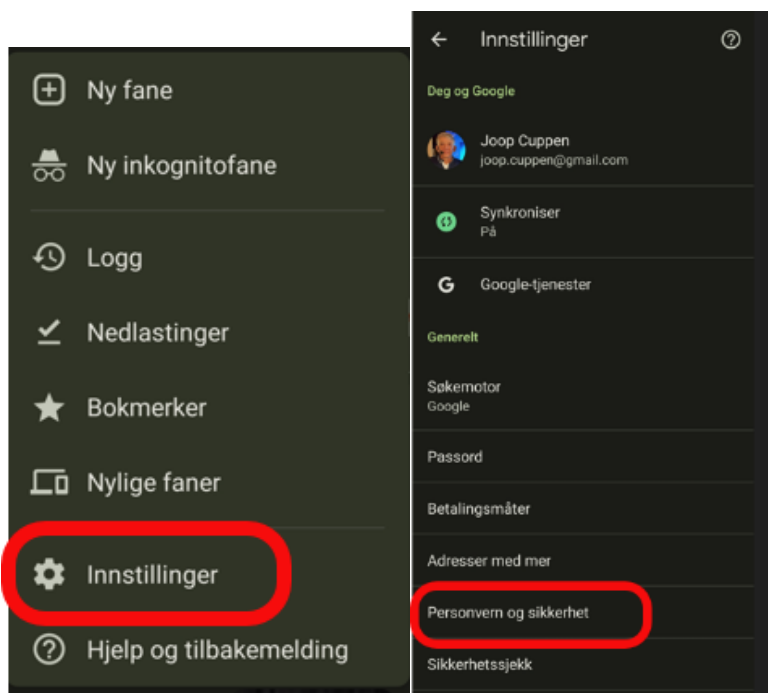 Ny fane
Ny inkognitofane
Logg
Nedlastinger
Bokmerker
Nylige faner
Innstillinger
Hjelp og tilbakemelding
Innstillinger
Deg og Google
Joop Cuppen
joop.cuppen@gmail.com
Synkroniser
På
G Google-tjenester
Generelt
Søkemotor
Google
Passord
Betalingsmåter
Adresser med mer
Personvern og sikkerhet
Sikkerhetssjekk